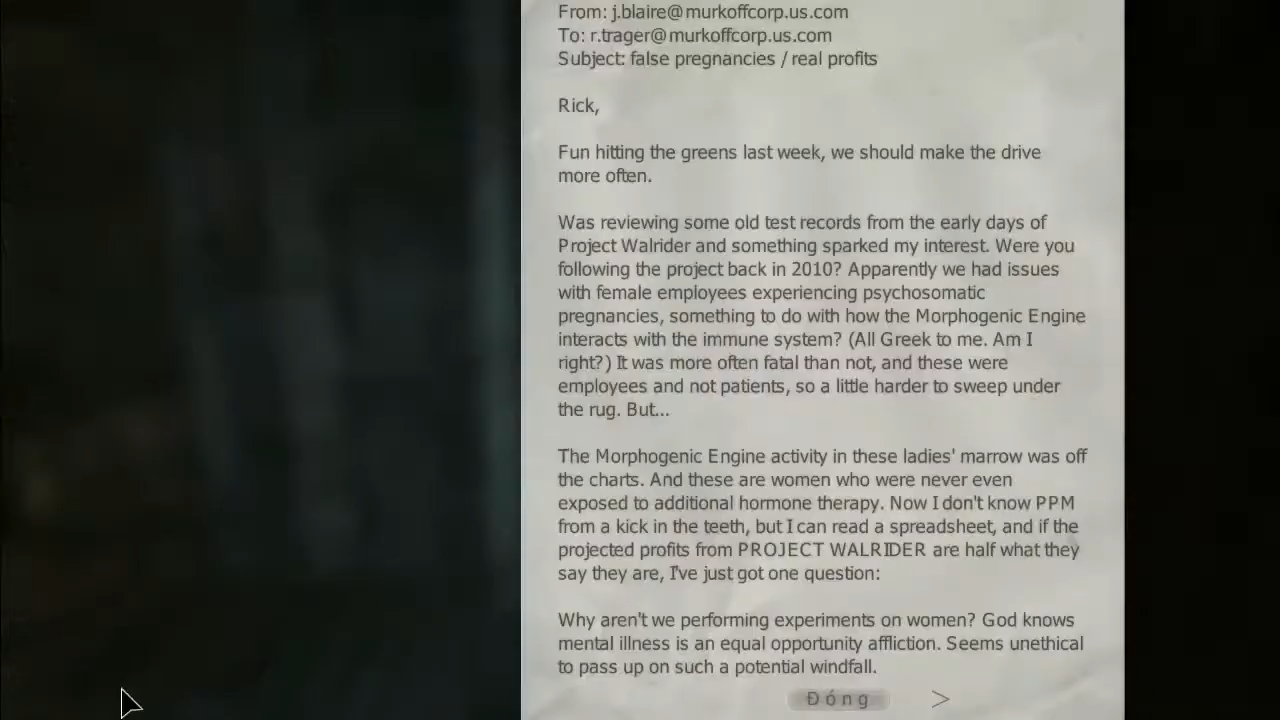 From: j.blaire@murkoffcorp.us.com
To: r.trager@murkoffcorp.us.com
Subject: false pregnancies / real profits
Rick,
Fun hitting the greens last week, we should make the drive
more often.
Was reviewing some old test records from the early days of
Project Walrider and something sparked my interest. Were you
following the project back in 2010? Apparently we had issues
with female employees experiencing psychosomatic
pregnancies, something to do with how the Morphogenic Engine
interacts with the immune system? (All Greek to me. Am I
right?) It was more often fatal than not, and these were
employees and not patients, so a little harder to sweep under
the rug. But...
The Morphogenic Engine activity in these ladies' marrow was off
the charts. And these are women who were never even
exposed to additional hormone therapy. Now I don't know PPM
from a kick in the teeth, but I can read a spreadsheet, and if the
projected profits from PROJECT WALRIDER are half what they
say they are, I've just got one question:
Why aren't we performing experiments on women? God knows
mental illness is an equal opportunity affliction. Seems unethical
to pass up on such a potential windfall.
Đóng >